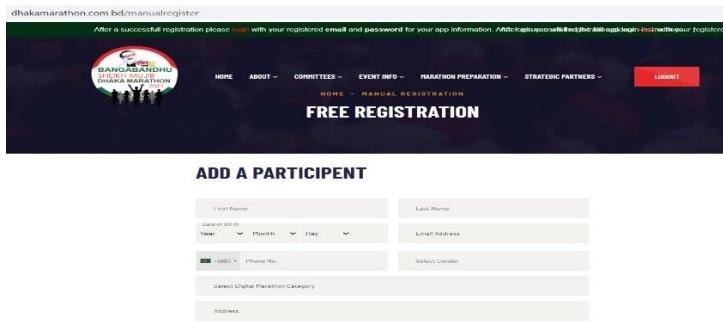 dhakamarathon.com.bd/manualregister
After a successfull registration please login with your registered email and password for your app information.
BANGABANDHU
SHEIKH MUJIB
DHAKA MARATHON
2021
HOME ABOUT COMMITTEES EVENT INFO MARATHON PREPARATION STRATEGIC PARTNERS LOGOUT
HOME - MANUAL REGISTRATION
FREE REGISTRATION
ADD A PARTICIPENT
First Name Last Name
Date of Birth
Year Month Day Email Address
+880 Phone No. Select Gender
Select Digital Marathon Category
Address